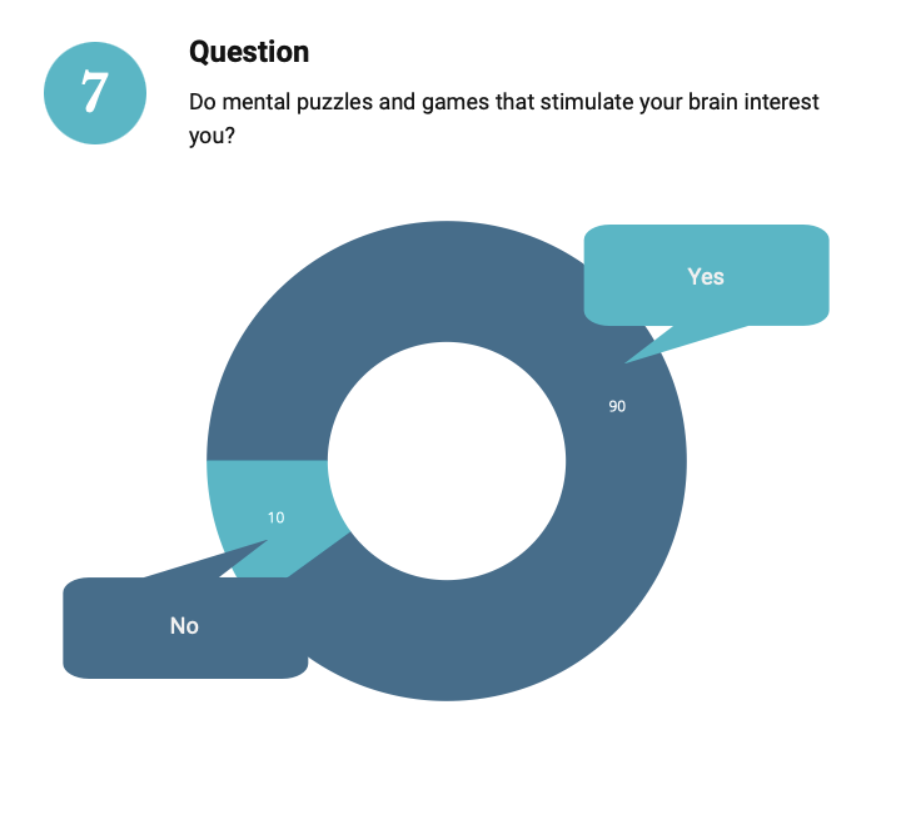 7
Question
Do mental puzzles and games that stimulate your brain interest
you?
Yes
90
10
No